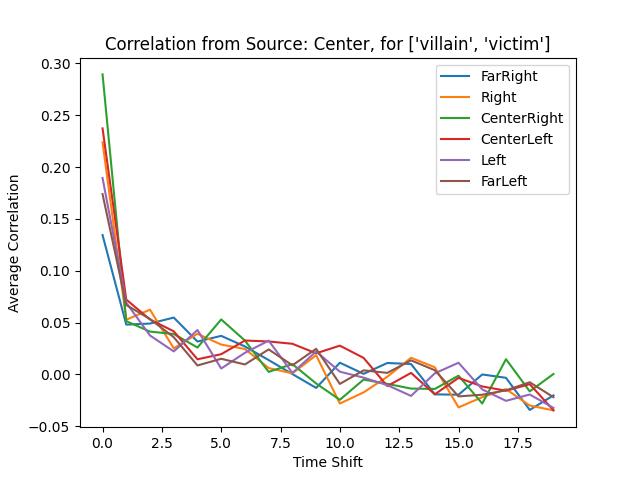 Correlation from Source: Center, for ['villain', 'victim']
0.30
0.25
0.20
0.15
0.10
0.05
0.00
−0.05
Average Correlation
FarRight
Right
CenterRight
CenterLeft
Left
FarLeft
0.0 2.5 5.0 7.5 10.0 12.5 15.0 17.5
Time Shift